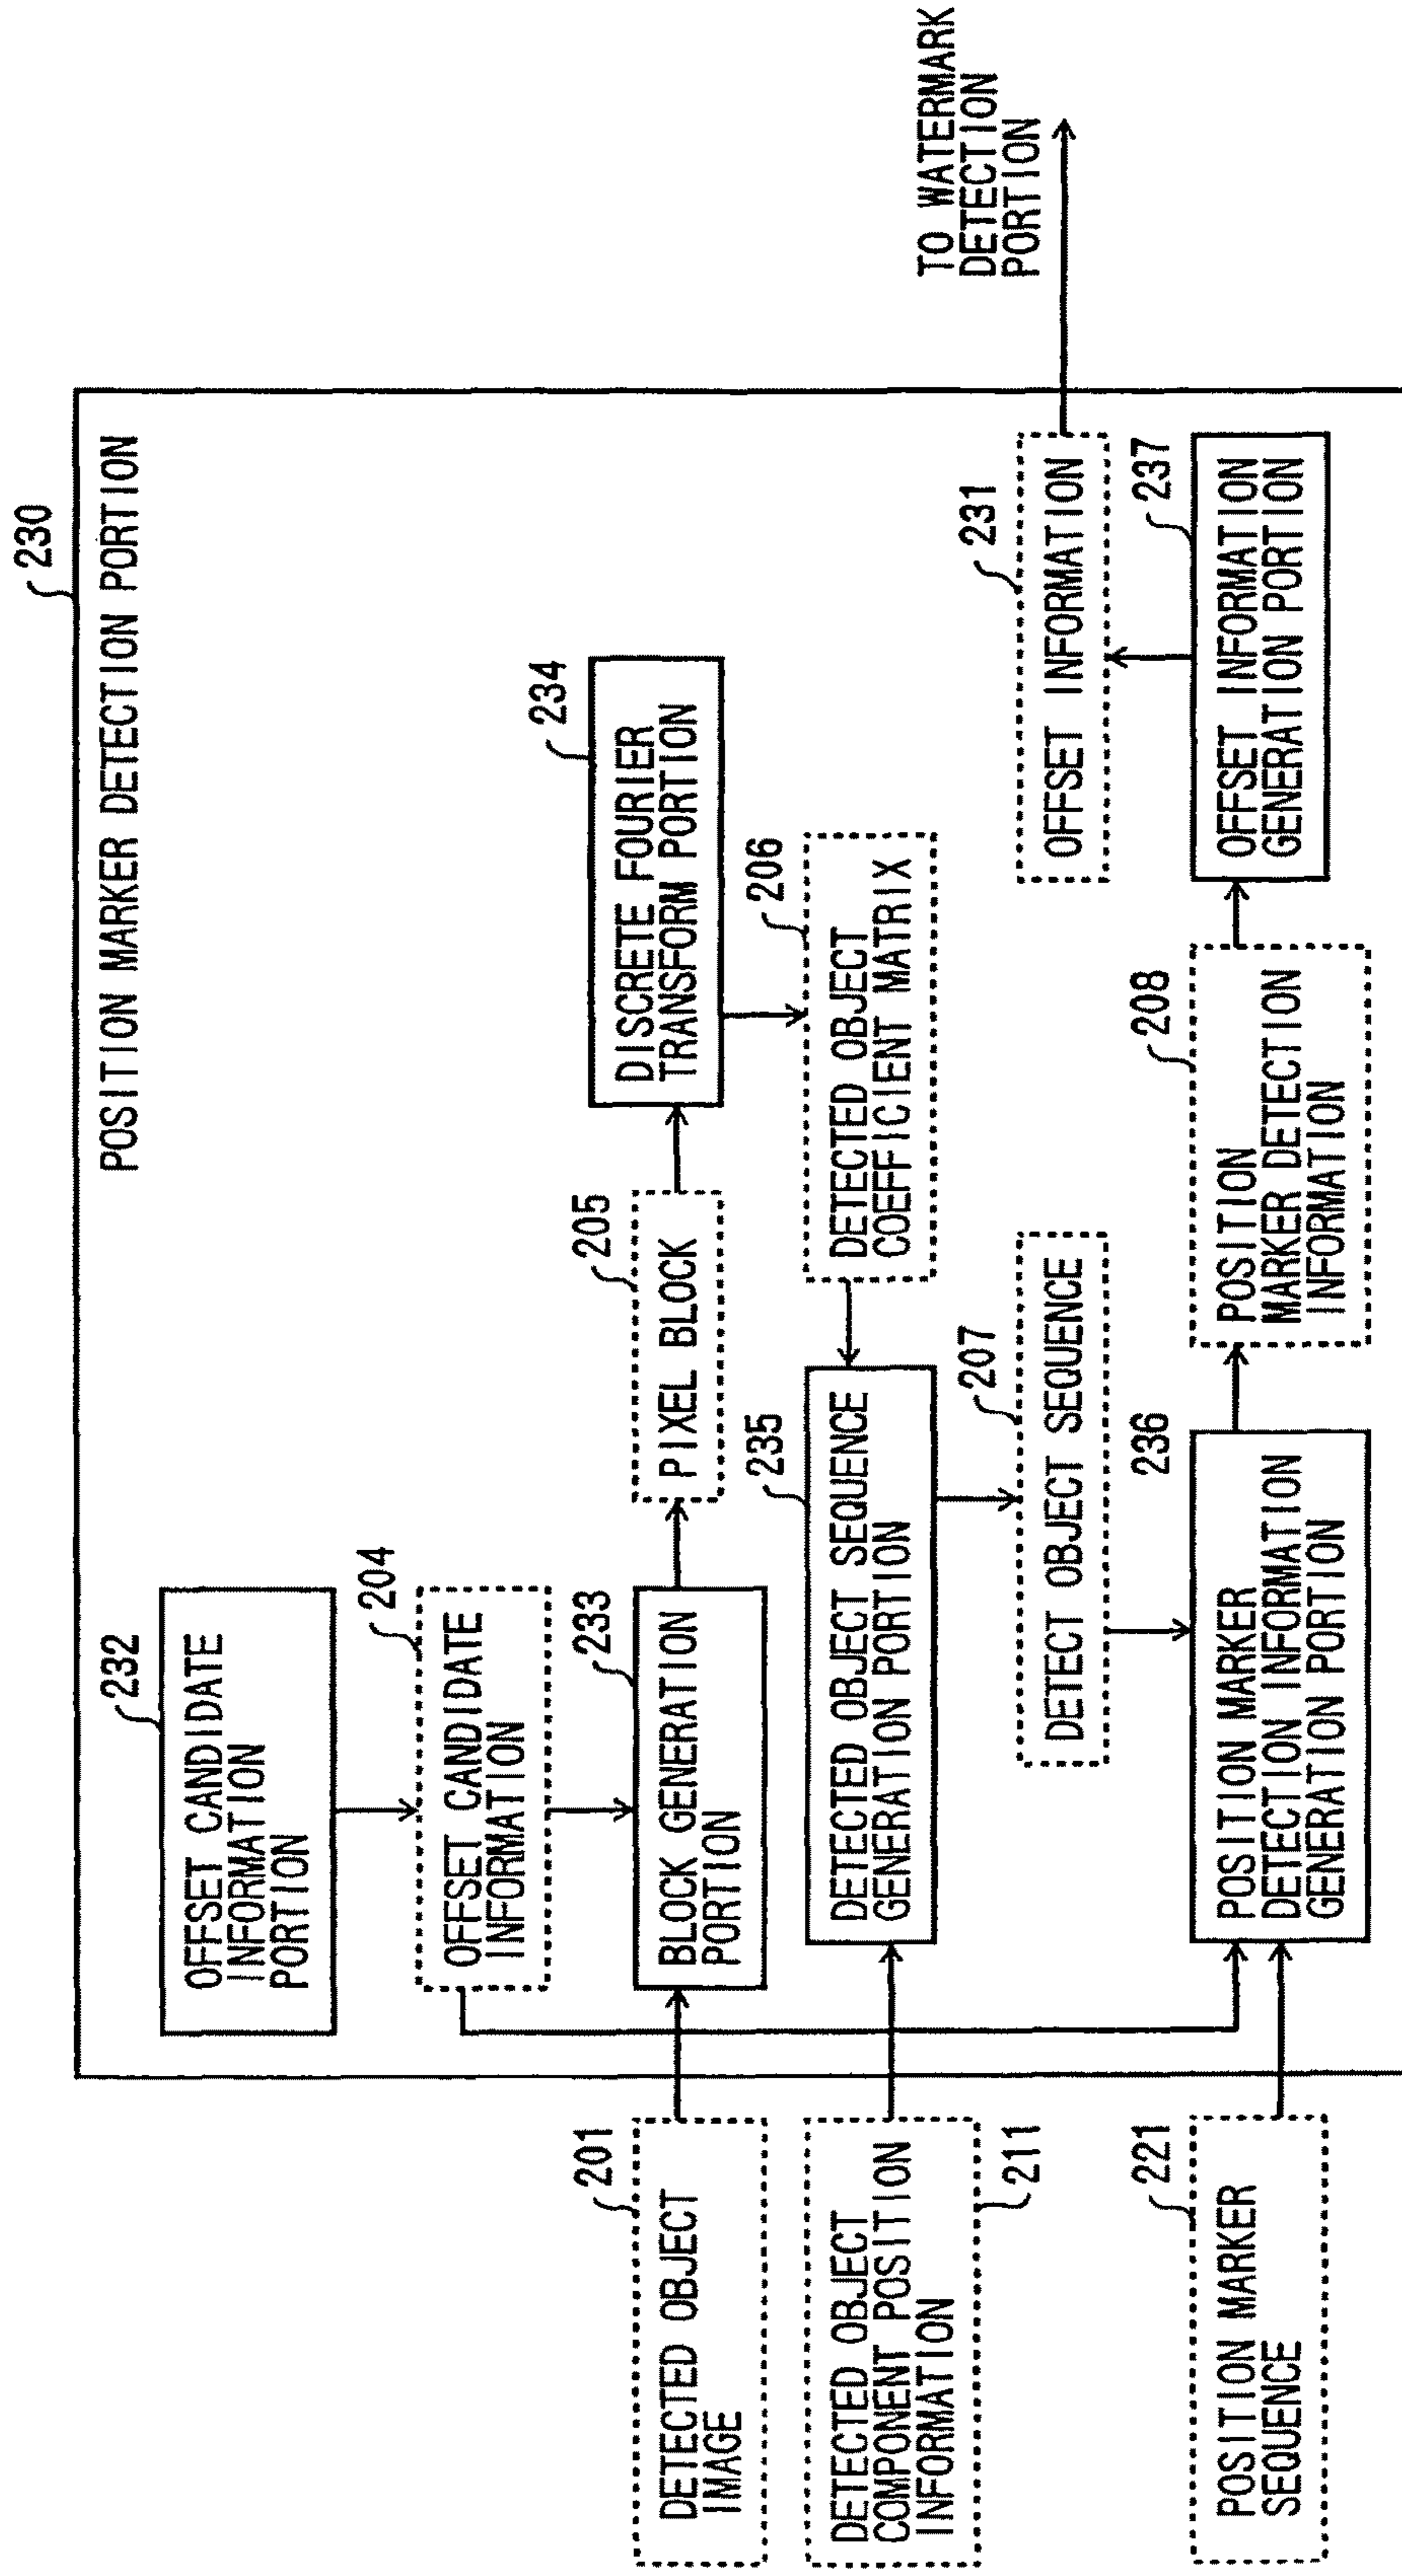 230
POSITION MARKER DETECTION PORTION
232
OFFSET CANDIDATE
INFORMATION
PORTION
204
OFFSET CANDIDATE
INFORMATION
201
DETECTED OBJECT
IMAGE
233
BLOCK GENERATION
PORTION
205
PIXEL BLOCK
234
DISCRETE FOURIER
TRANSFORM PORTION
206
DETECTED OBJECT
COEFFICIENT MATRIX
DETECTED OBJECT
COMPONENT POSITION
INFORMATION
211
235
DETECTED OBJECT SEQUENCE
GENERATION PORTION
207
DETECT OBJECT SEQUENCE
221
POSITION MARKER
SEQUENCE
236
POSITION MARKER
DETECTION INFORMATION
GENERATION PORTION
208
POSITION
MARKER DETECTION
INFORMATION
237
OFFSET INFORMATION
GENERATION PORTION
231
OFFSET INFORMATION
TO WATERMARK
DETECTION
PORTION